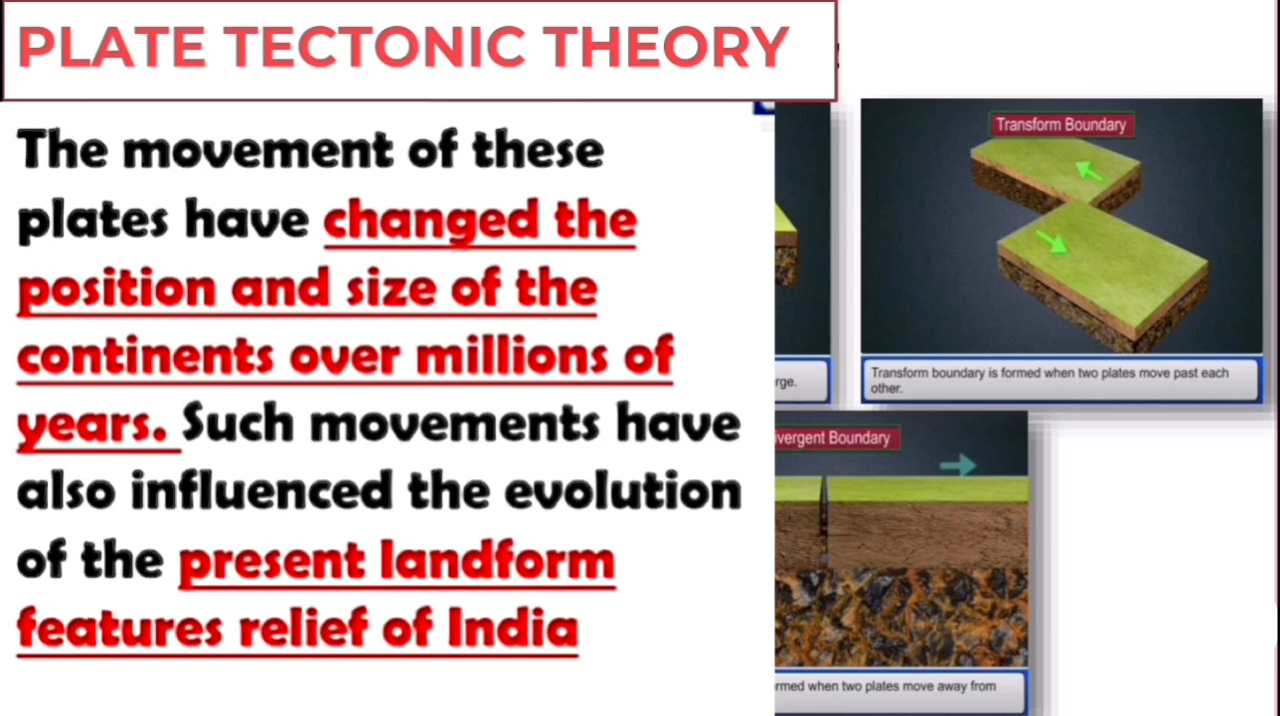 PLATE TECTONIC THEORY
The movement of these
plates have changed the
position and size of the
continents over millions of
years. Such movements have
also influenced the evolution
of the present landform
features relief of India
Transform Boundary
Transform boundary is formed when two plates move past each
other.
rge.
ivergent Boundary
rmed when two plates move away from